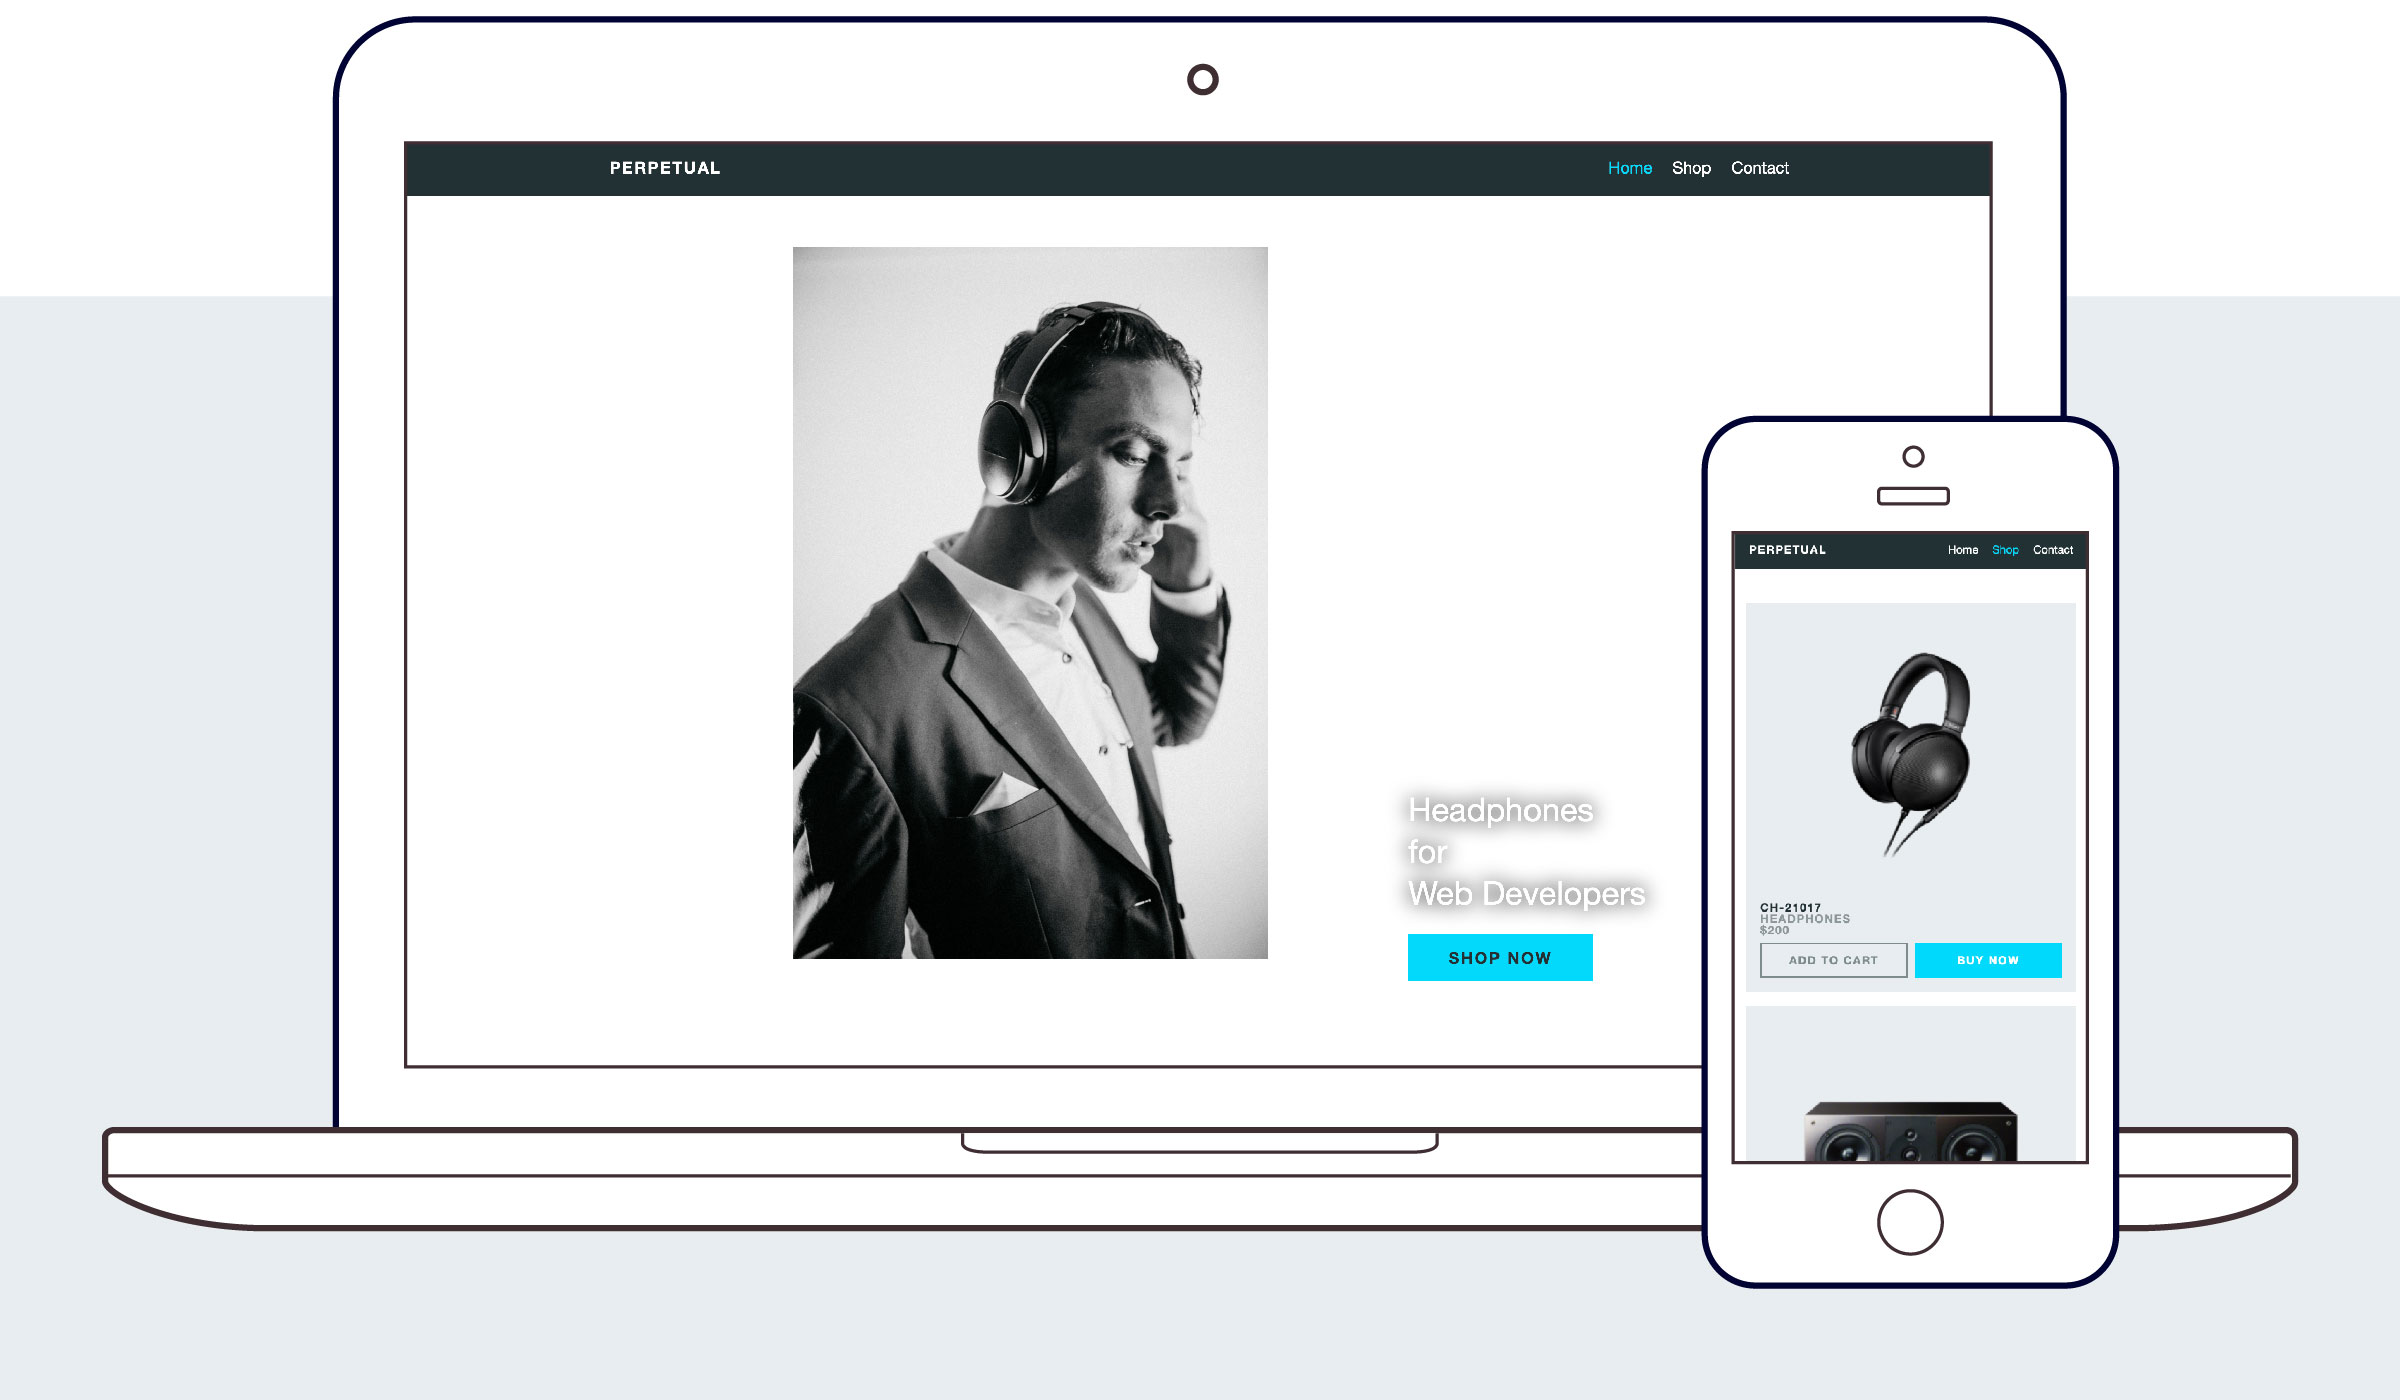 PERPETUAL
Home Shop Contact
Headphones
for
Web Developers
SHOP NOW
PERPETUAL
Home Shop Contact
CH-21017
HEADPHONES
$200
ADD TO CART
BUY NOW